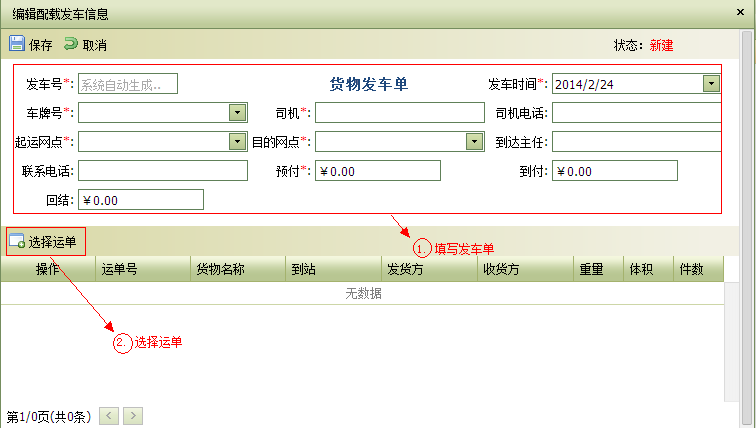 编辑配载发车信息 ×
保存 取消 状态：新建
发车号*: 系统自动生成.. 货物发车单 发车时间*: 2014/2/24
车牌号*: 司机*: 司机电话:
起运网点*: 目的网点*: 到达主任:
联系电话: 预付*: ￥0.00 到付: ￥0.00
回结: ￥0.00
选择运单 1. 填写发车单
操作 运单号 货物名称 到站 发货方 收货方 重量 体积 件数
无数据
2. 选择运单
第1/0页(共0条) < >